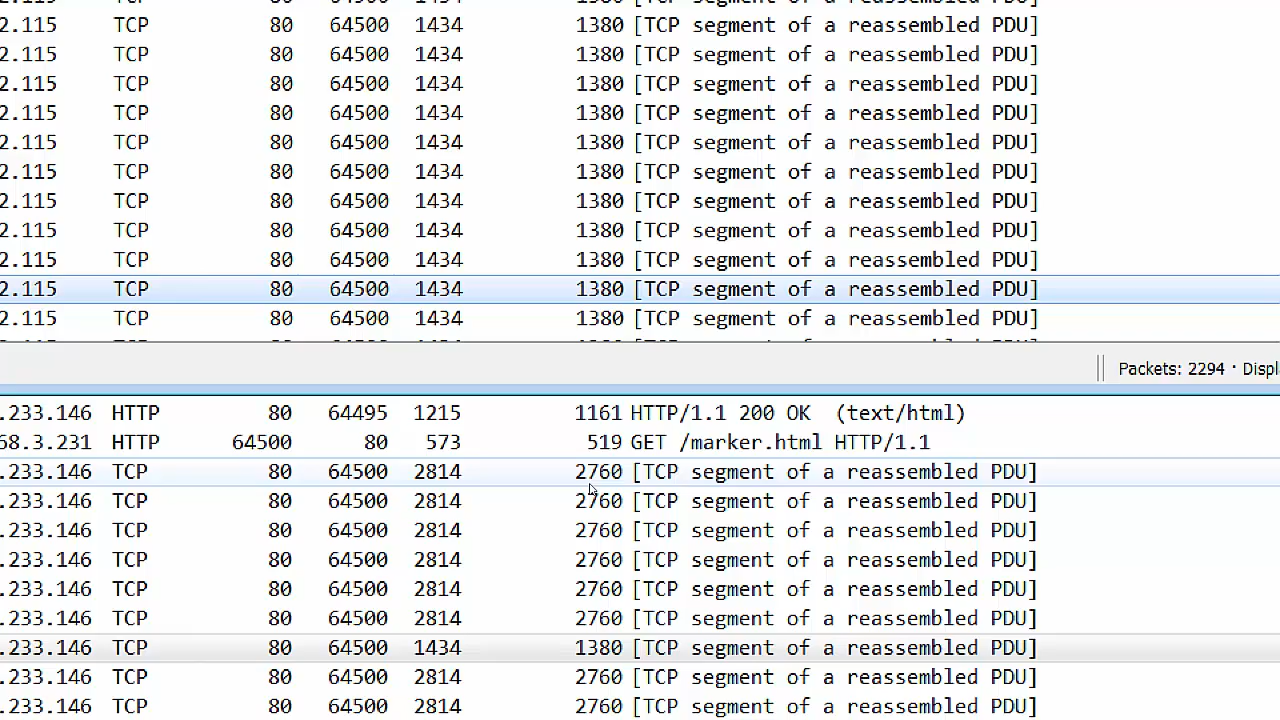 2.115 TCP 80 64500 1434 1380 [TCP segment of a reassembled PDU]
2.115 TCP 80 64500 1434 1380 [TCP segment of a reassembled PDU]
2.115 TCP 80 64500 1434 1380 [TCP segment of a reassembled PDU]
2.115 TCP 80 64500 1434 1380 [TCP segment of a reassembled PDU]
2.115 TCP 80 64500 1434 1380 [TCP segment of a reassembled PDU]
2.115 TCP 80 64500 1434 1380 [TCP segment of a reassembled PDU]
2.115 TCP 80 64500 1434 1380 [TCP segment of a reassembled PDU]
2.115 TCP 80 64500 1434 1380 [TCP segment of a reassembled PDU]
2.115 TCP 80 64500 1434 1380 [TCP segment of a reassembled PDU]
2.115 TCP 80 64500 1434 1380 [TCP segment of a reassembled PDU]
2.115 TCP 80 64500 1434 1380 [TCP segment of a reassembled PDU]
Packets: 2294 · Displ
.233.146 HTTP 80 64495 1215 1161 HTTP/1.1 200 OK (text/html)
68.3.231 HTTP 64500 80 573 519 GET /marker.html HTTP/1.1
.233.146 TCP 80 64500 2814 2760 [TCP segment of a reassembled PDU]
.233.146 TCP 80 64500 2814 2760 [TCP segment of a reassembled PDU]
.233.146 TCP 80 64500 2814 2760 [TCP segment of a reassembled PDU]
.233.146 TCP 80 64500 2814 2760 [TCP segment of a reassembled PDU]
.233.146 TCP 80 64500 2814 2760 [TCP segment of a reassembled PDU]
.233.146 TCP 80 64500 2814 2760 [TCP segment of a reassembled PDU]
.233.146 TCP 80 64500 1434 1380 [TCP segment of a reassembled PDU]
.233.146 TCP 80 64500 2814 2760 [TCP segment of a reassembled PDU]
.233.146 TCP 80 64500 2814 2760 [TCP segment of a reassembled PDU]